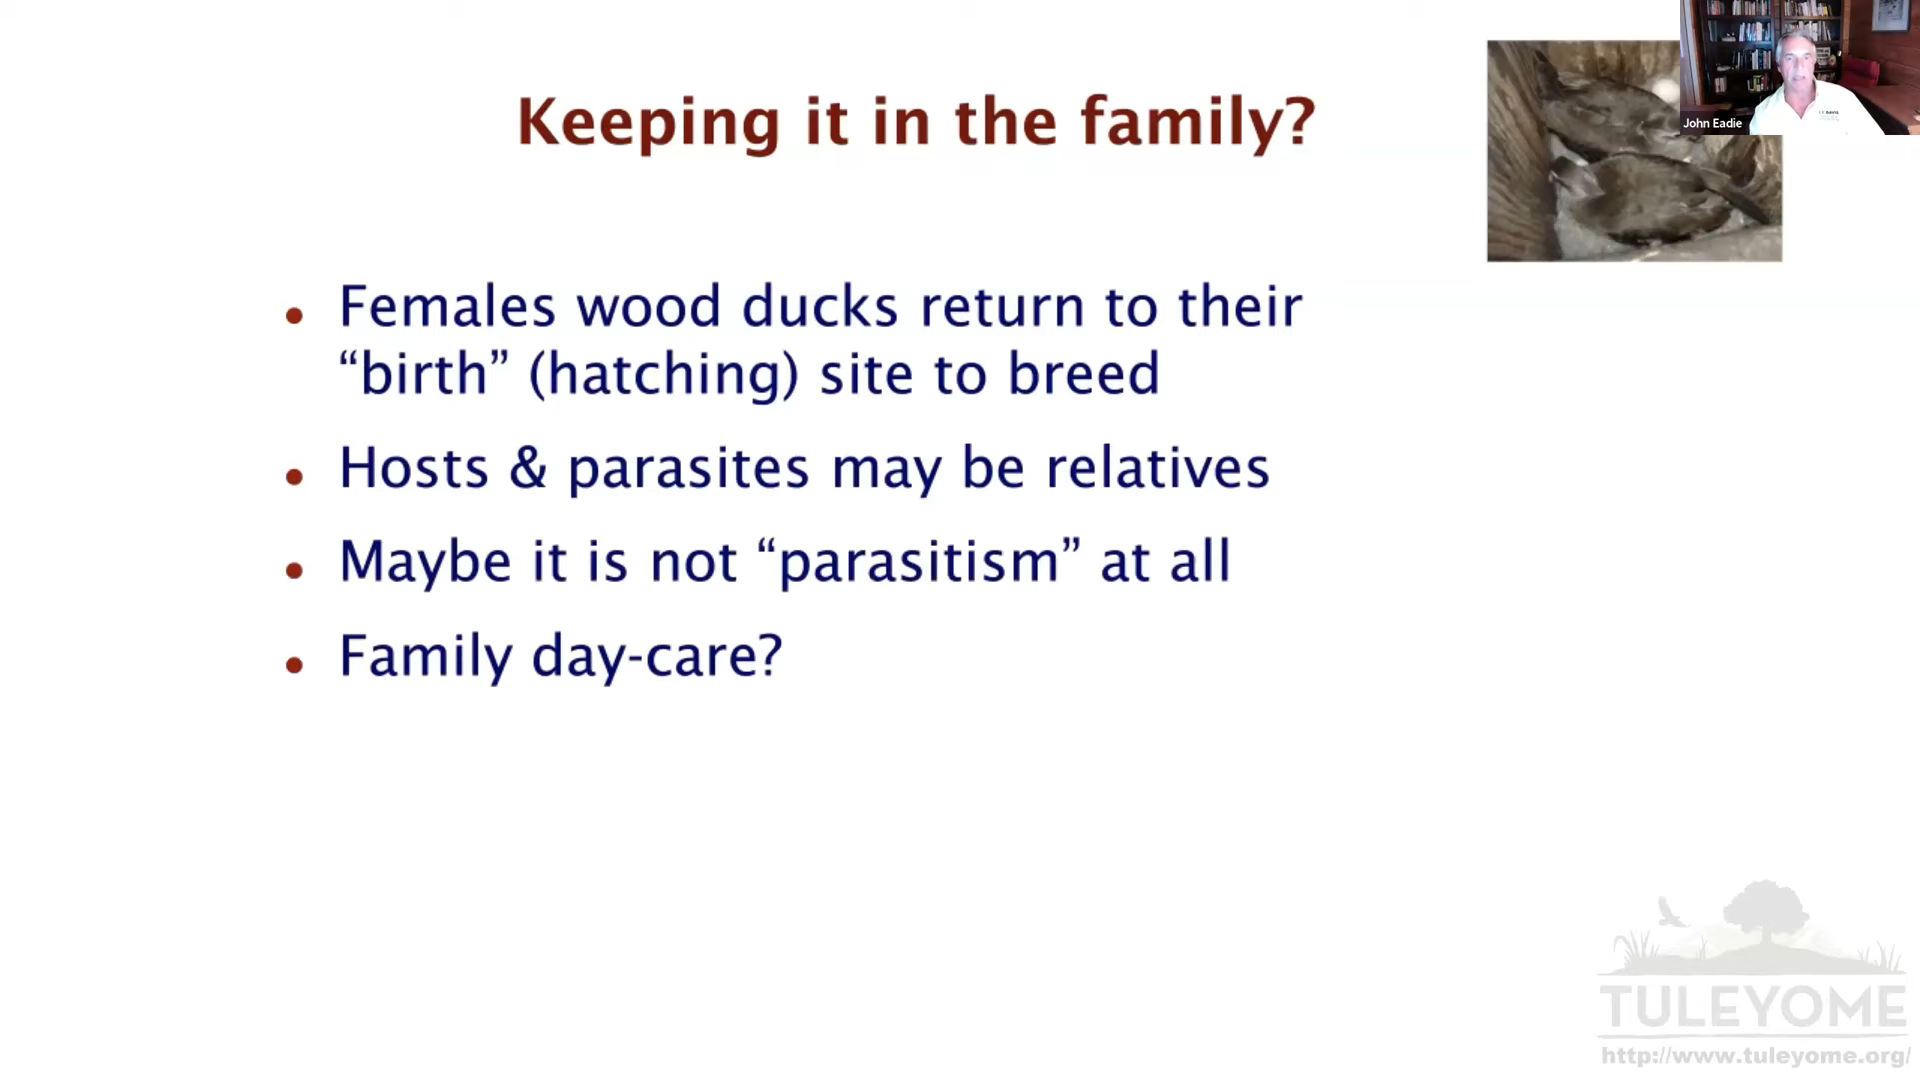 Keeping it in the family?
John Eadie
• Females wood ducks return to their
“birth” (hatching) site to breed
• Hosts & parasites may be relatives
• Maybe it is not “parasitism” at all
• Family day-care?
TULEYOME
http://www.tuleyome.org/